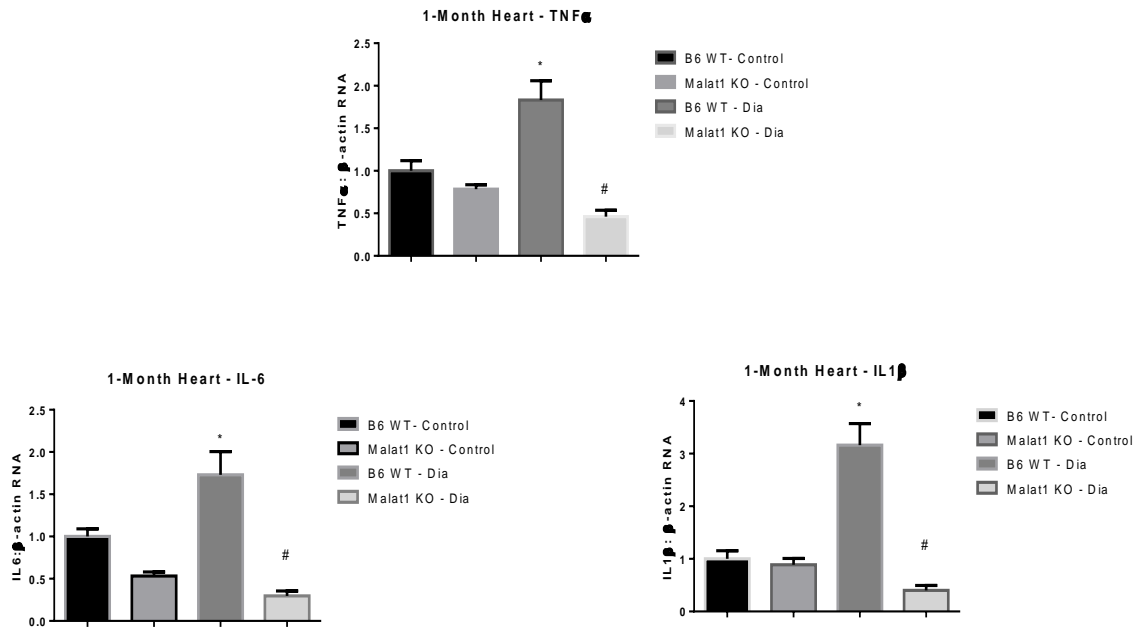 1-Month Heart - TNFα
TNFα: β-actin RNA
2.5
2.0
1.5
1.0
0.5
0.0
*
#
B6 WT- Control
Malat1 KO - Control
B6 WT - Dia
Malat1 KO - Dia
1-Month Heart - IL-6
IL6:β-actin RNA
2.5
2.0
1.5
1.0
0.5
0.0
*
#
B6 WT- Control
Malat1 KO - Control
B6 WT - Dia
Malat1 KO - Dia
1-Month Heart - IL1β
IL1β: β-actin RNA
4
3
2
1
0
*
#
B6 WT- Control
Malat1 KO - Control
B6 WT - Dia
Malat1 KO - Dia